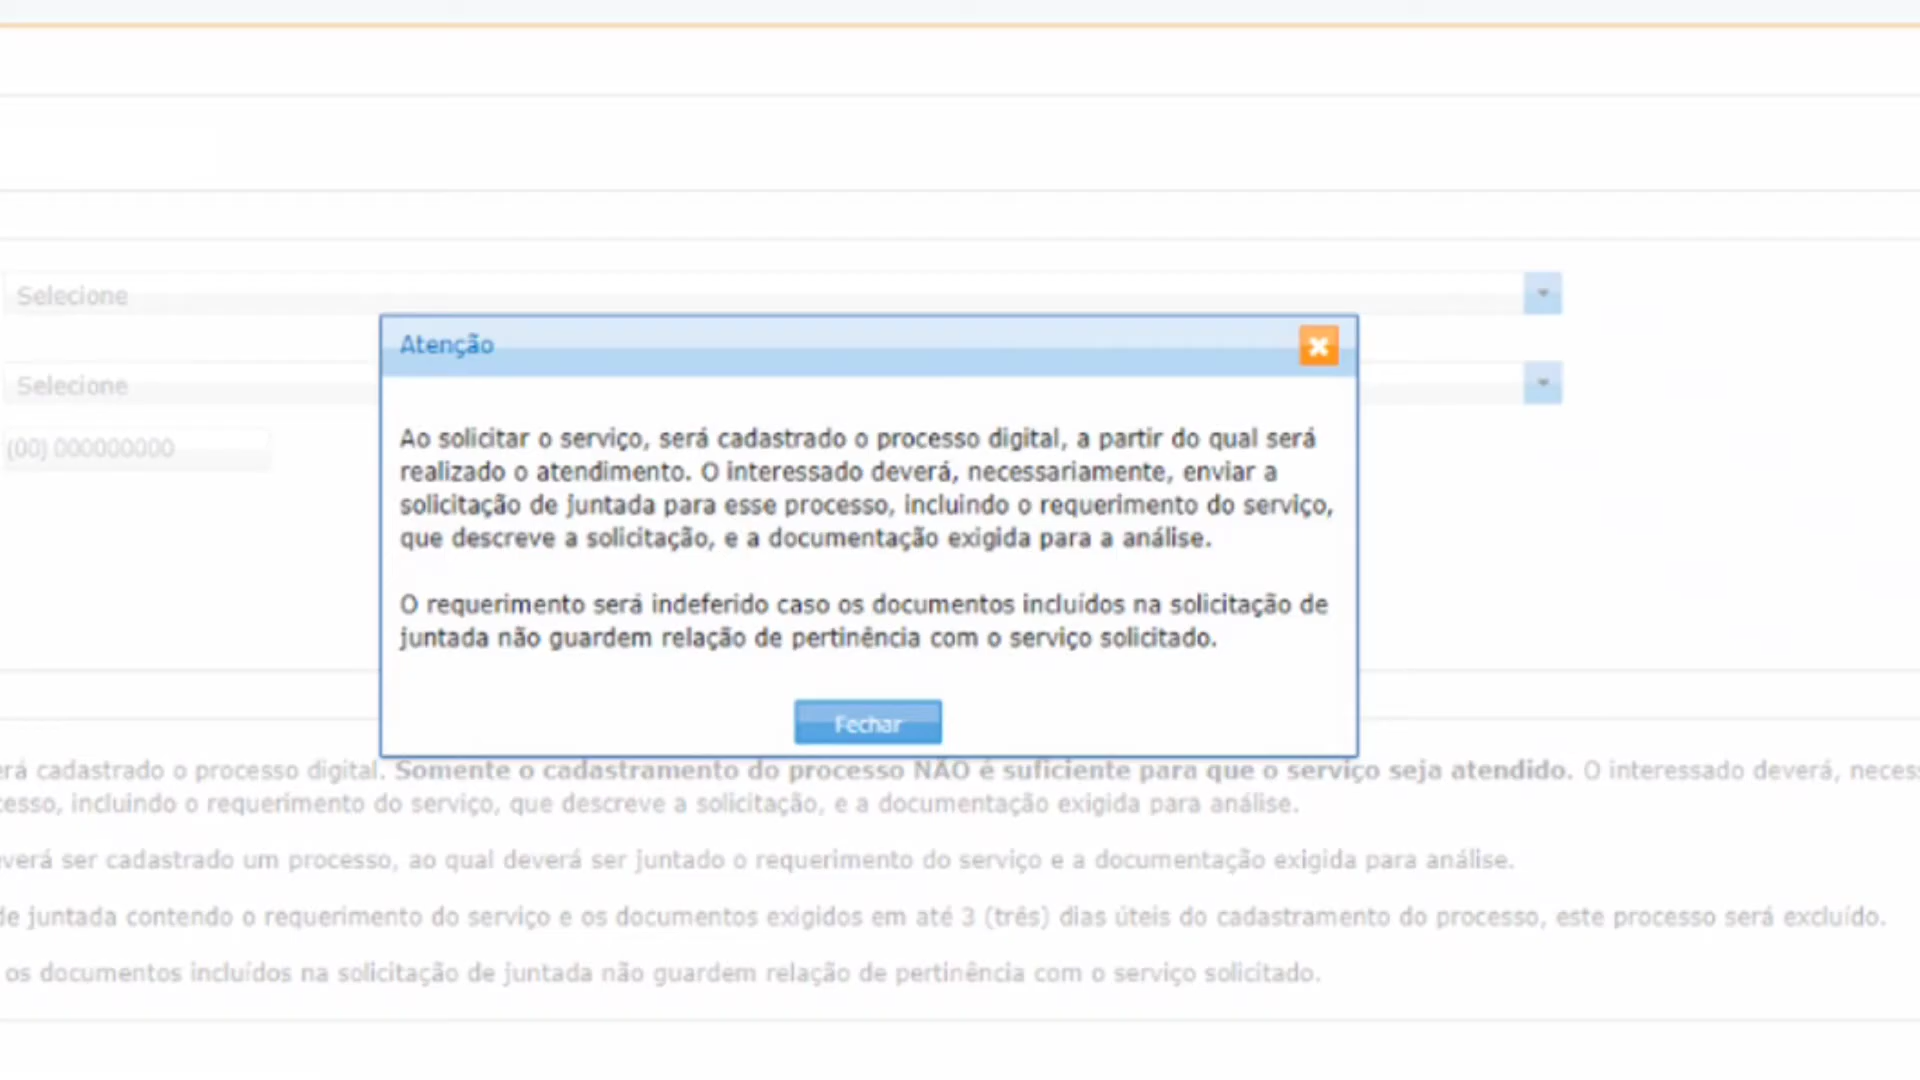 Selecione
Atenção
Selecione
(00) 000000000
Ao solicitar o serviço, será cadastrado o processo digital, a partir do qual será
realizado o atendimento. O interessado deverá, necessariamente, enviar a
solicitação de juntada para esse processo, incluindo o requerimento do serviço,
que descreve a solicitação, e a documentação exigida para a análise.
O requerimento será indeferido caso os documentos incluídos na solicitação de
juntada não guardem relação de pertinência com o serviço solicitado.
Fechar
rá cadastrado o processo digital. Somente o cadastramento do processo NÃO é suficiente para que o serviço seja atendido. O interessado deverá, neces
esso, incluindo o requerimento do serviço, que descreve a solicitação, e a documentação exigida para análise.
verá ser cadastrado um processo, ao qual deverá ser juntado o requerimento do serviço e a documentação exigida para análise.
de juntada contendo o requerimento do serviço e os documentos exigidos em até 3 (três) dias úteis do cadastramento do processo, este processo será excluído.
os documentos incluídos na solicitação de juntada não guardem relação de pertinência com o serviço solicitado.